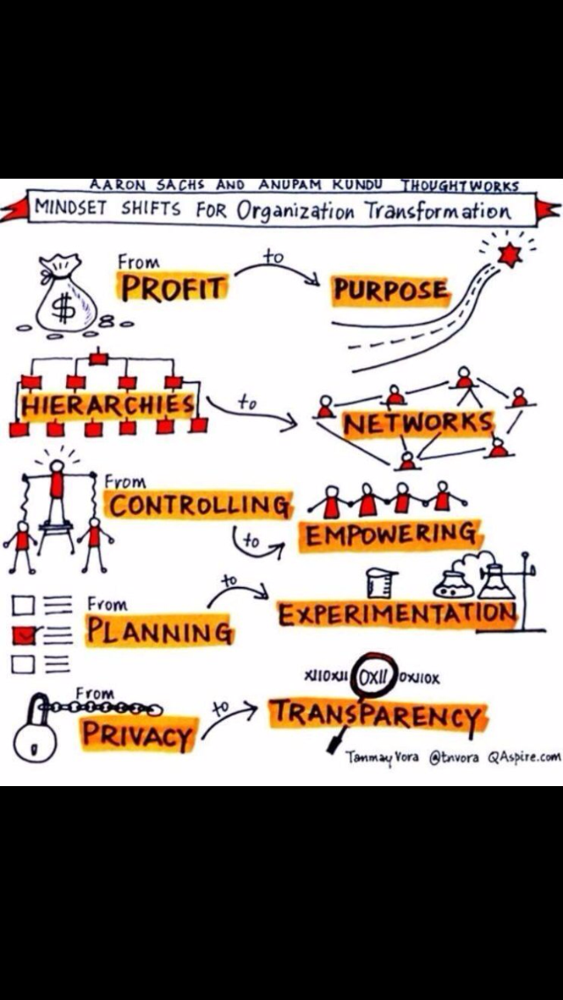 AARON SACHS AND ANUPAM KUNDU THOUGHTWORKS
MINDSET SHIFTS FOR Organization Transformation
From
PROFIT
to
PURPOSE
$
HIERARCHIES
to
NETWORKS
From
CONTROLLING
to
EMPOWERING
From
PLANNING
to
EXPERIMENTATION
From
PRIVACY
to
XIIOXII OXII OXIIOX
TRANSPARENCY
Tanmay Vora @tnvora QAspire.com